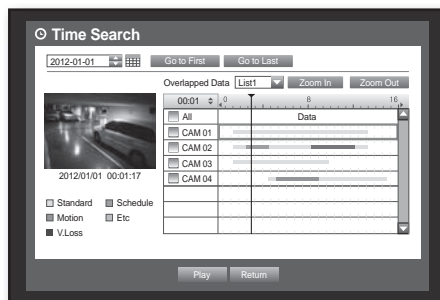 Time Search
2012-01-01 Go to First Go to Last
Overlapped Data List1 Zoom In Zoom Out
00:01 0 8 16
All Data
CAM 01
CAM 02
CAM 03
CAM 04
2012/01/01 00:01:17
Standard Schedule
Motion Etc
V.Loss
Play Return